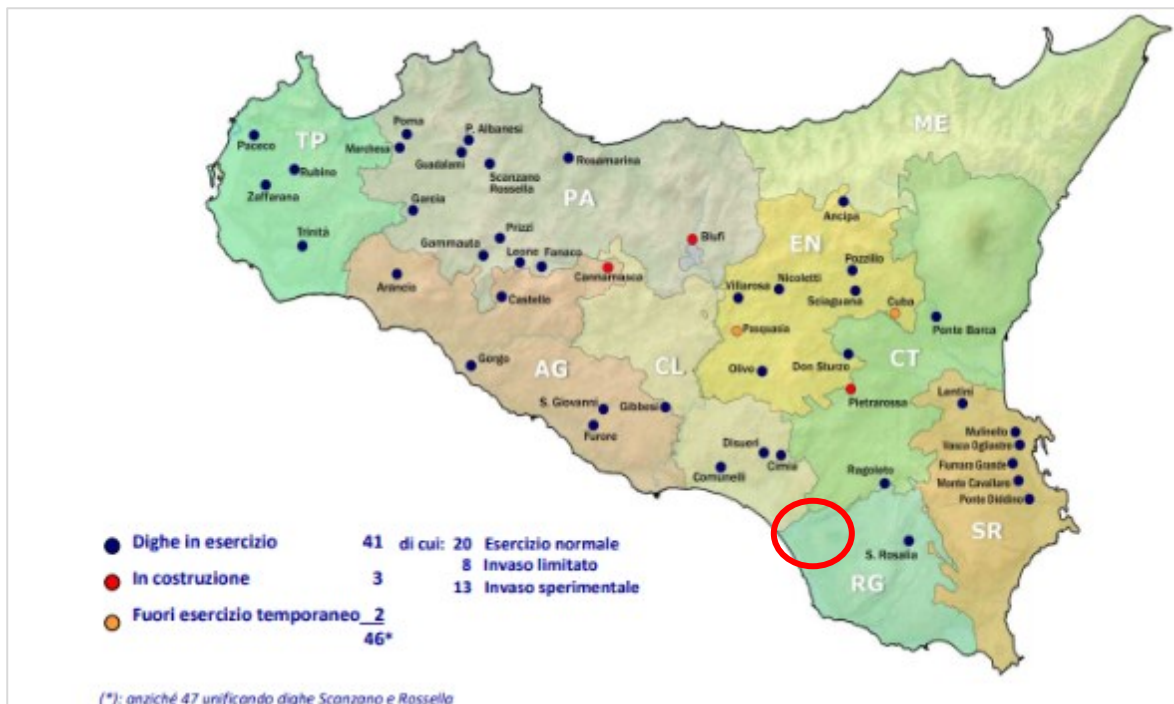 ME
TP
Poma
P. Albanesi
Paceco
Marchesa
Guadalami
Rosamarina
Rubino
Scanzano
Rossella
Zaffarana
PA
Garcia
Ancipa
Trinità
Prizzi
Blufi
EN
Gammauta
Leone
Fanaco
Pozzillo
Arancio
Cannamasca
Villarosa
Nicoletti
Castello
Sciaguana
Cuba
Pasquasia
Ponte Barca
Gorgo
AG
CL
Olivo
Don Sturzo
CT
S. Giovanni
Gibbesi
Pietrarossa
Lentini
Furore
Disueri
Mulinello
Vasca Ogliastro
Comunelli
Cimia
Ragoleto
Fiumara Grande
Monte Cavallaro
Ponte Diddino
SR
S. Rosalia
RG
Dighe in esercizio 41 di cui: 20 Esercizio normale
8 Invaso limitato
In costruzione 3 13 Invaso sperimentale
Fuori esercizio temporaneo 2
46*
(*): anziché 47 unificando dighe Scanzano e Rossella